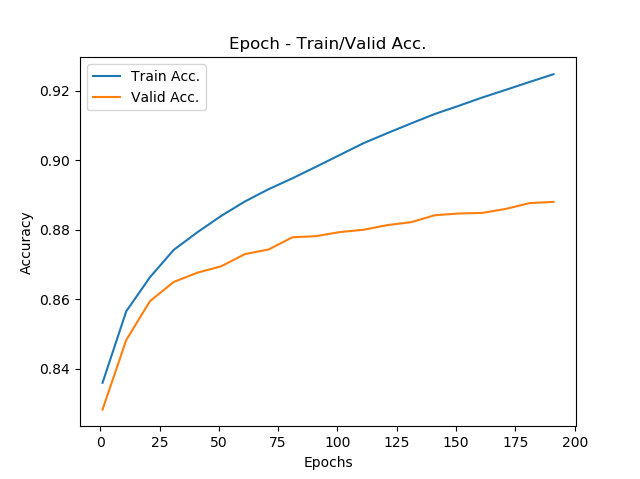 Epoch - Train/Valid Acc.
Train Acc.
Valid Acc.
0.92
0.90
0.88
0.86
0.84
Accuracy
0 25 50 75 100 125 150 175 200
Epochs